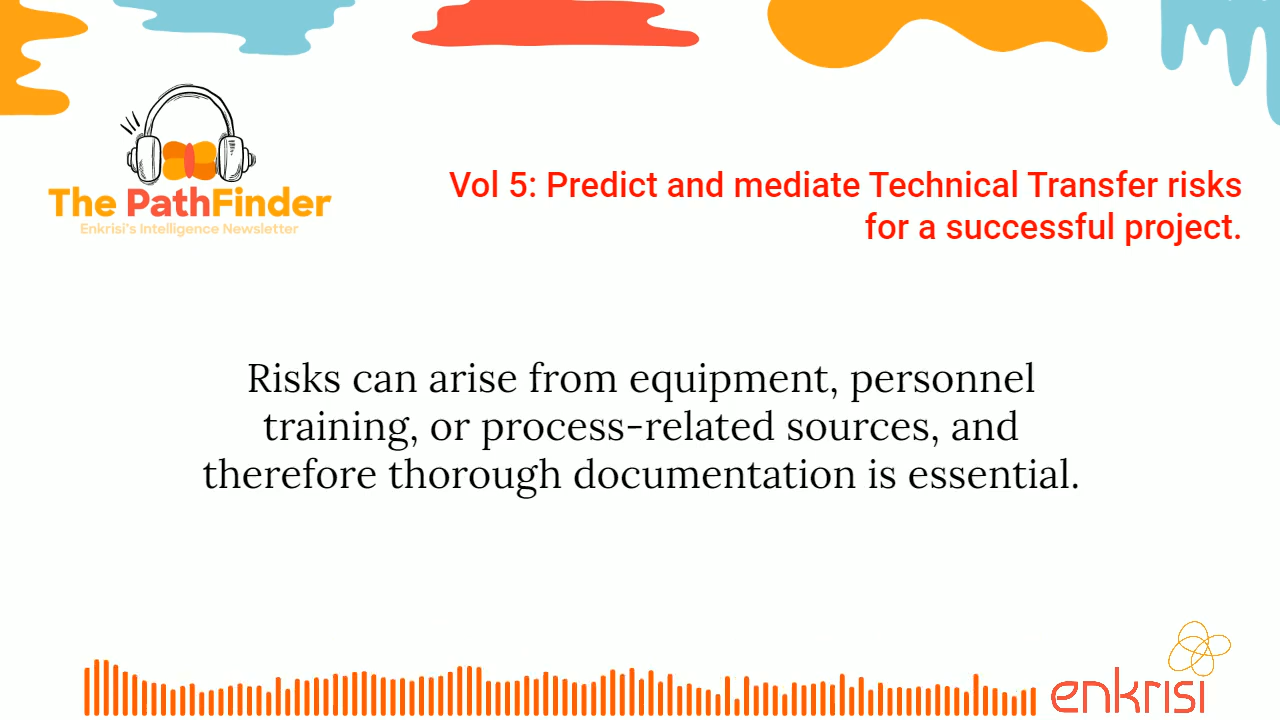 The PathFinder
Enkrisi's Intelligence Newsletter
Vol 5: Predict and mediate Technical Transfer risks
for a successful project.
Risks can arise from equipment, personnel
training, or process-related sources, and
therefore thorough documentation is essential.
enkrisi